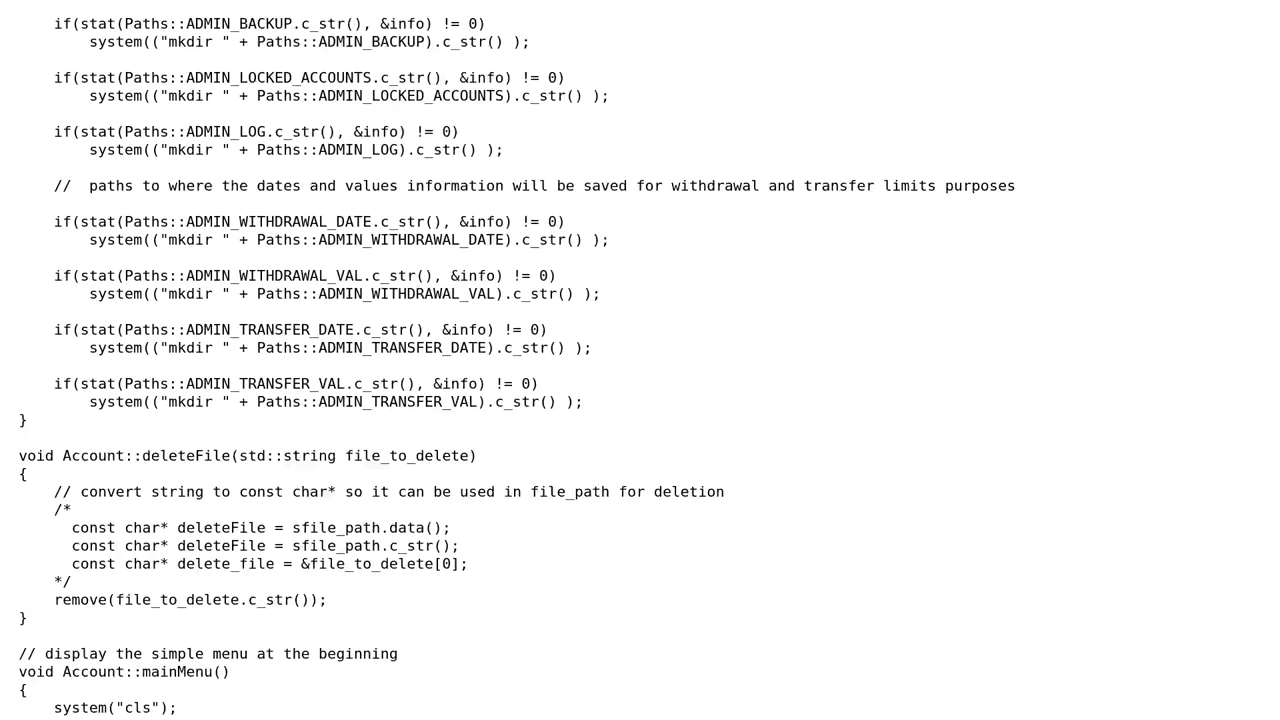 if(stat(Paths::ADMIN_BACKUP.c_str(), &info) != 0)
        system(("mkdir " + Paths::ADMIN_BACKUP).c_str() );

    if(stat(Paths::ADMIN_LOCKED_ACCOUNTS.c_str(), &info) != 0)
        system(("mkdir " + Paths::ADMIN_LOCKED_ACCOUNTS).c_str() );

    if(stat(Paths::ADMIN_LOG.c_str(), &info) != 0)
        system(("mkdir " + Paths::ADMIN_LOG).c_str() );

    //  paths to where the dates and values information will be saved for withdrawal and transfer limits purposes

    if(stat(Paths::ADMIN_WITHDRAWAL_DATE.c_str(), &info) != 0)
        system(("mkdir " + Paths::ADMIN_WITHDRAWAL_DATE).c_str() );

    if(stat(Paths::ADMIN_WITHDRAWAL_VAL.c_str(), &info) != 0)
        system(("mkdir " + Paths::ADMIN_WITHDRAWAL_VAL).c_str() );

    if(stat(Paths::ADMIN_TRANSFER_DATE.c_str(), &info) != 0)
        system(("mkdir " + Paths::ADMIN_TRANSFER_DATE).c_str() );

    if(stat(Paths::ADMIN_TRANSFER_VAL.c_str(), &info) != 0)
        system(("mkdir " + Paths::ADMIN_TRANSFER_VAL).c_str() );
}

void Account::deleteFile(std::string file_to_delete)
{
    // convert string to const char* so it can be used in file_path for deletion
    /*
      const char* deleteFile = sfile_path.data();
      const char* deleteFile = sfile_path.c_str();
      const char* delete_file = &file_to_delete[0];
    */
    remove(file_to_delete.c_str());
}

// display the simple menu at the beginning
void Account::mainMenu()
{
    system("cls");